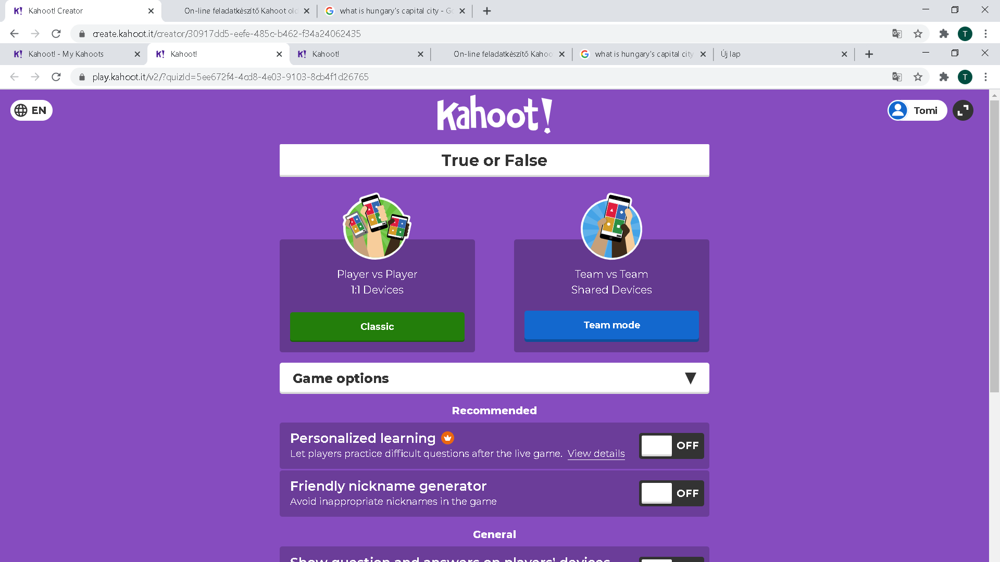 K! Kahoot! Creator
On-line feladatkészítő Kahoot old
what is hungary's capital city - Go
create.kahoot.it/creator/30917dd5-eefe-485c-b462-f34a24062435
T
K! Kahoot! - My Kahoots
K! Kahoot!
K! Kahoot!
On-line feladatkészítő Kahoo
what is hungary's capital city
Új lap
play.kahoot.it/v2/?quizId=5ee672f4-4cd8-4e03-9103-8cb4f1d26765
T
EN
Kahoot!
Tomi
True or False
Player vs Player
1:1 Devices
Classic
Team vs Team
Shared Devices
Team mode
Game options
Recommended
Personalized learning
Let players practice difficult questions after the live game. View details
OFF
Friendly nickname generator
Avoid inappropriate nicknames in the game
OFF
General
Show question and answers on players' devices